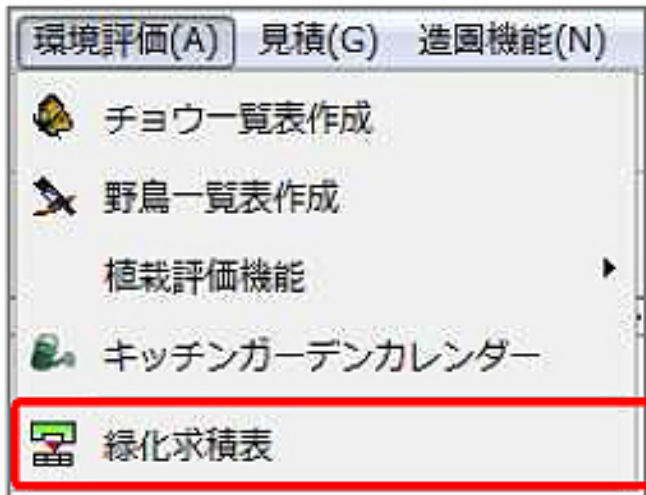 環境評価(A) 見積(G) 造園機能(N)
チョウ一覧表作成
野鳥一覧表作成
植栽評価機能
キッチンガーデンカレンダー
緑化求積表